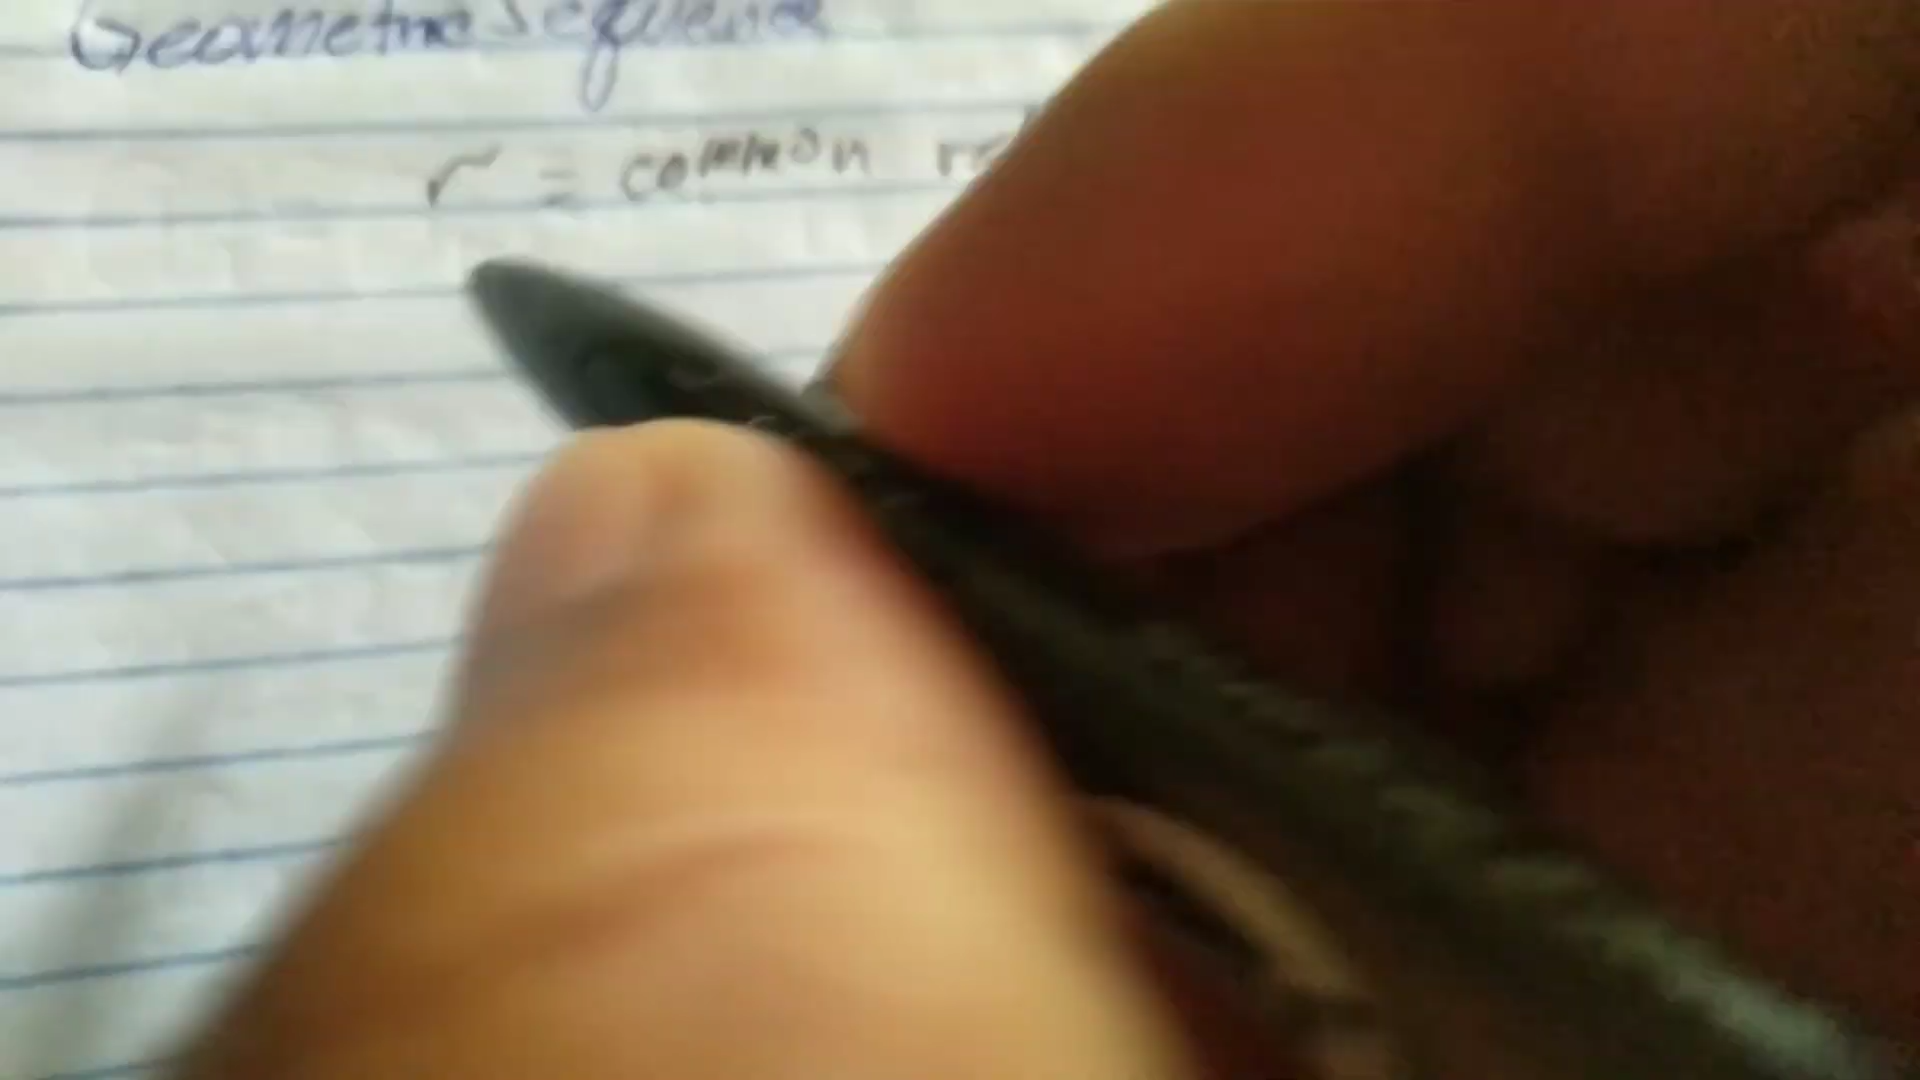 Geometric Sequence
r = common